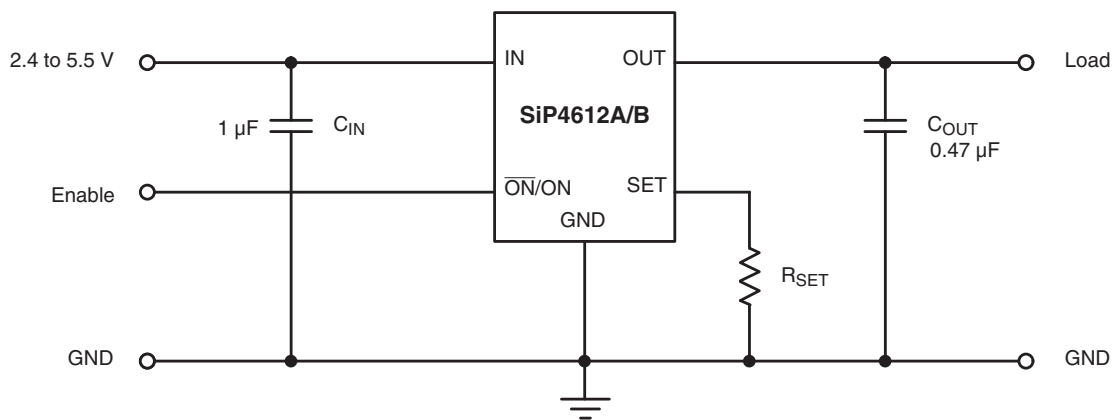 2.4 to 5.5 V
IN
OUT
Load
SiP4612A/B
1 µF
C_IN
C_OUT
0.47 µF
Enable
O̅N̅/ON
SET
GND
R_SET
GND
GND